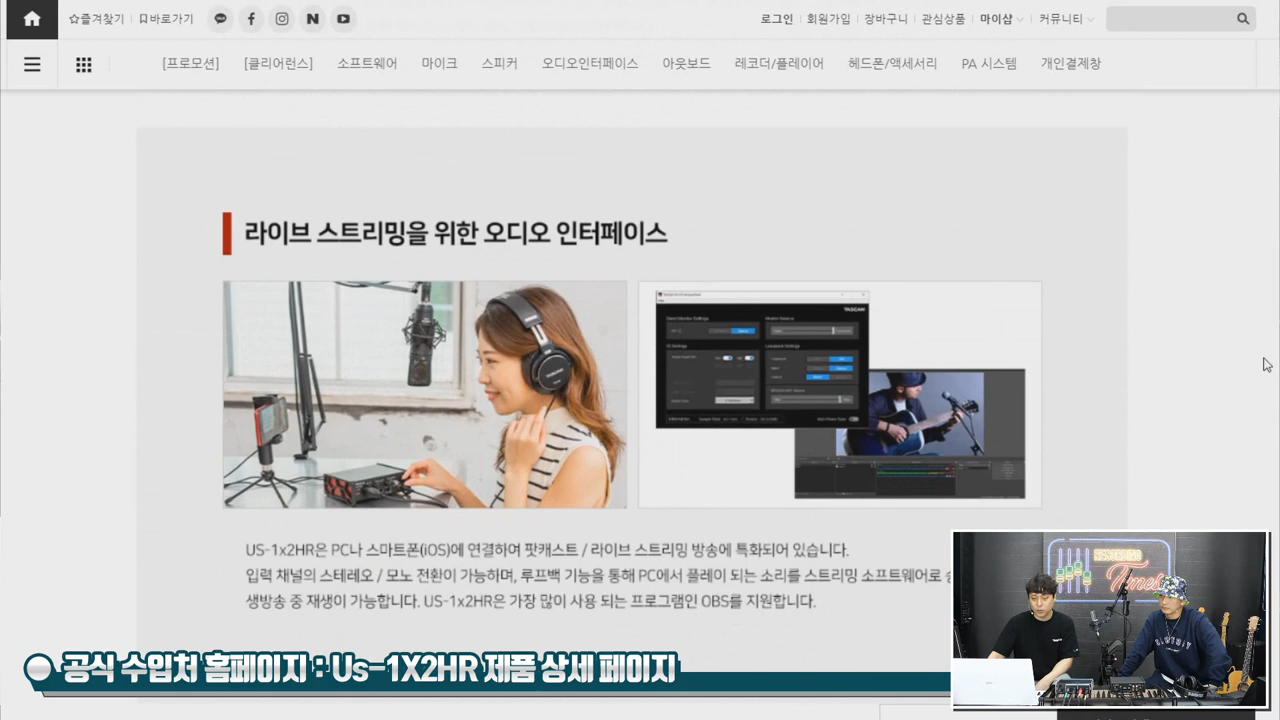 ☆즐겨찾기 바로가기 N 로그인 회원가입 장바구니 관심상품 마이샵 커뮤니티
[프로모션] [클리어런스] 소프트웨어 마이크 스피커 오디오인터페이스 아웃보드 레코더/플레이어 헤드폰/액세서리 PA 시스템 개인결제창
라이브 스트리밍을 위한 오디오 인터페이스
TASCAM
US-1x2HR은 PC나 스마트폰(iOS)에 연결하여 팟캐스트 / 라이브 스트리밍 방송에 특화되어 있습니다.
입력 채널의 스테레오 / 모노 전환이 가능하며, 루프백 기능을 통해 PC에서 플레이 되는 소리를 스트리밍 소프트웨어로
생방송 중 재생이 가능합니다. US-1x2HR은 가장 많이 사용 되는 프로그램인 OBS를 지원합니다.
Times
공식 수입처 홈페이지 : Us-1X2HR 제품 상세 페이지